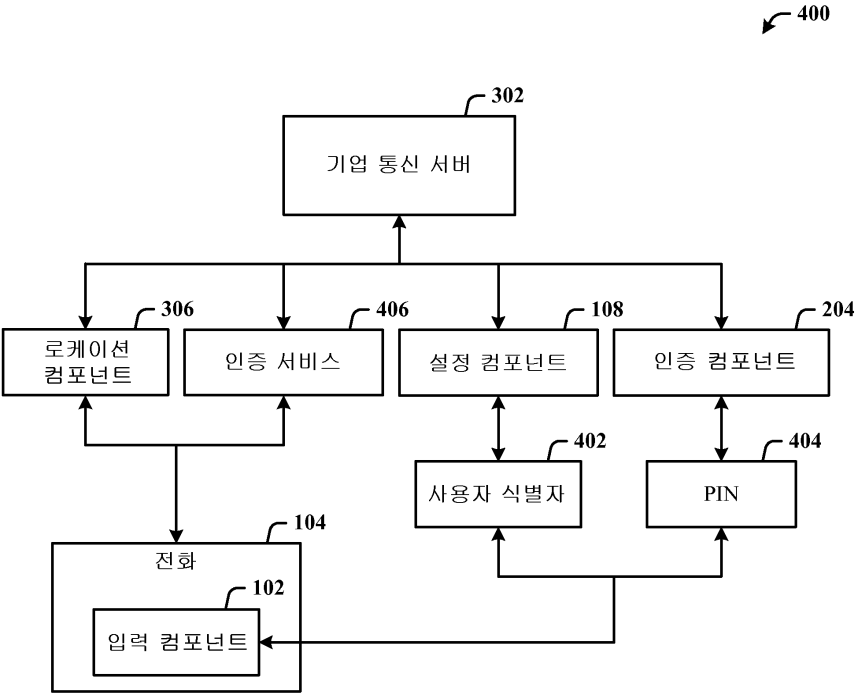 400
302
기업 통신 서버
306
406
108
204
로케이션
컴포넌트
인증 서비스
설정 컴포넌트
인증 컴포넌트
402
404
사용자 식별자
PIN
104
전화
102
입력 컴포넌트